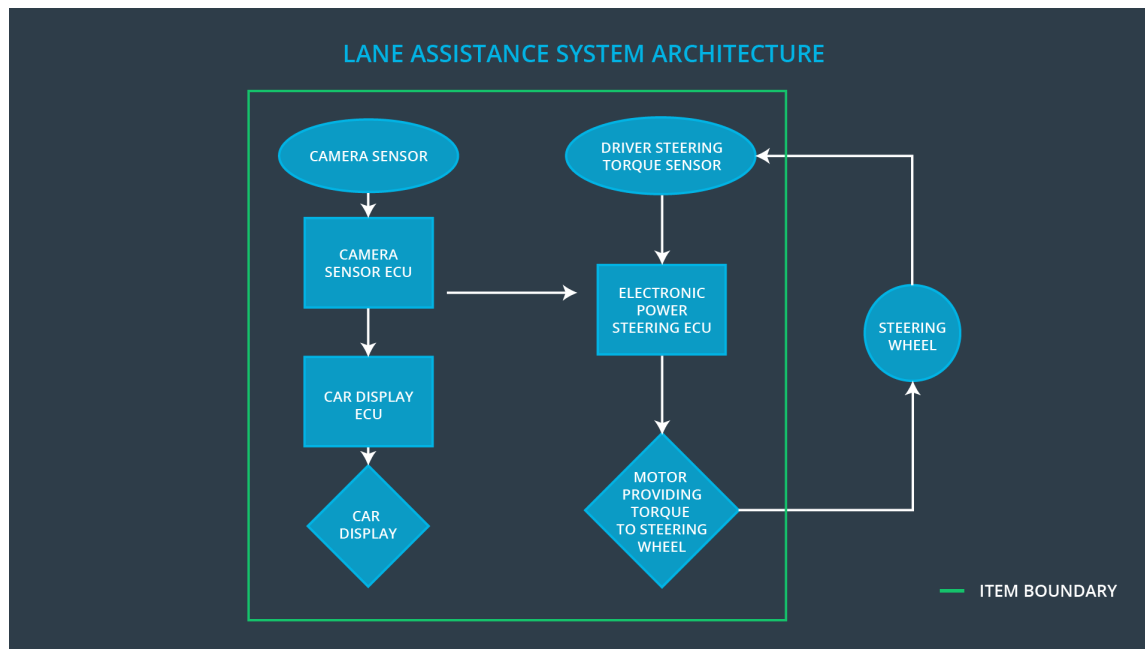 LANE ASSISTANCE SYSTEM ARCHITECTURE
CAMERA SENSOR
DRIVER STEERING
TORQUE SENSOR
CAMERA
SENSOR ECU
ELECTRONIC
POWER
STEERING ECU
STEERING
WHEEL
CAR DISPLAY
ECU
MOTOR
PROVIDING
TORQUE
TO STEERING
WHEEL
CAR
DISPLAY
ITEM BOUNDARY